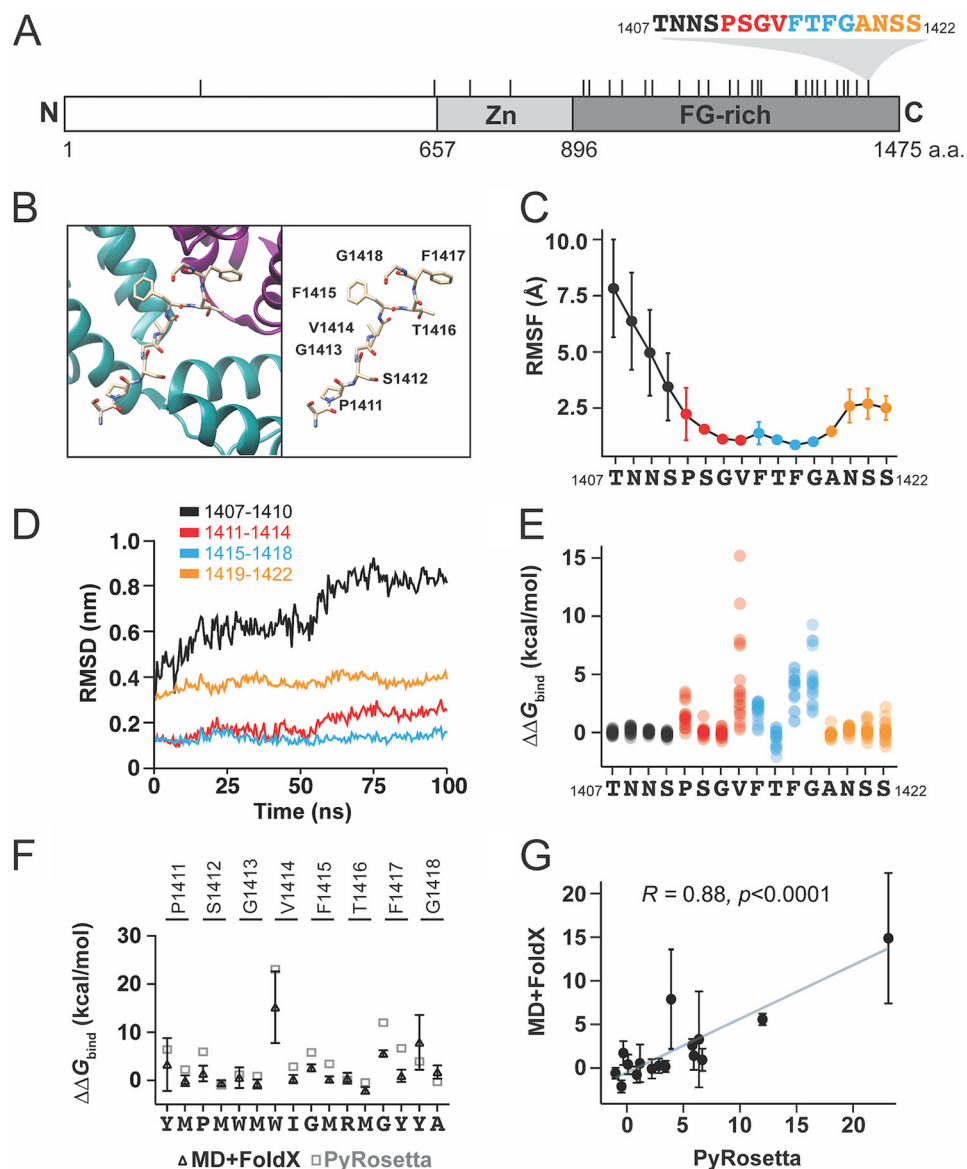 A
1407TNNSPSGVFTFGANSS1422
N Zn FG-rich C
1 657 896 1475 a.a.
B
G1418 F1417
F1415
T1416
V1414
G1413
S1412
P1411
C
RMSF (Å)
10.0
7.5
5.0
2.5
1407 TNNSPSGVFTFGANSS 1422
D
1407-1410
1411-1414
1415-1418
1419-1422
RMSD (nm)
1.0
0.8
0.6
0.4
0.2
0
0 25 50 75 100
Time (ns)
E
ΔΔGbind (kcal/mol)
15
10
5
0
1407 TNNSPSGVFTFGANSS 1422
F
P1411 S1412 G1413 V1414 F1415 T1416 F1417 G1418
ΔΔGbind (kcal/mol)
30
20
10
0
YMPMWMWIGMRMGYYA
MD+FoldX PyRosetta
G
R = 0.88, p<0.0001
MD+FoldX
20
15
10
5
0
0 5 10 15 20
PyRosetta